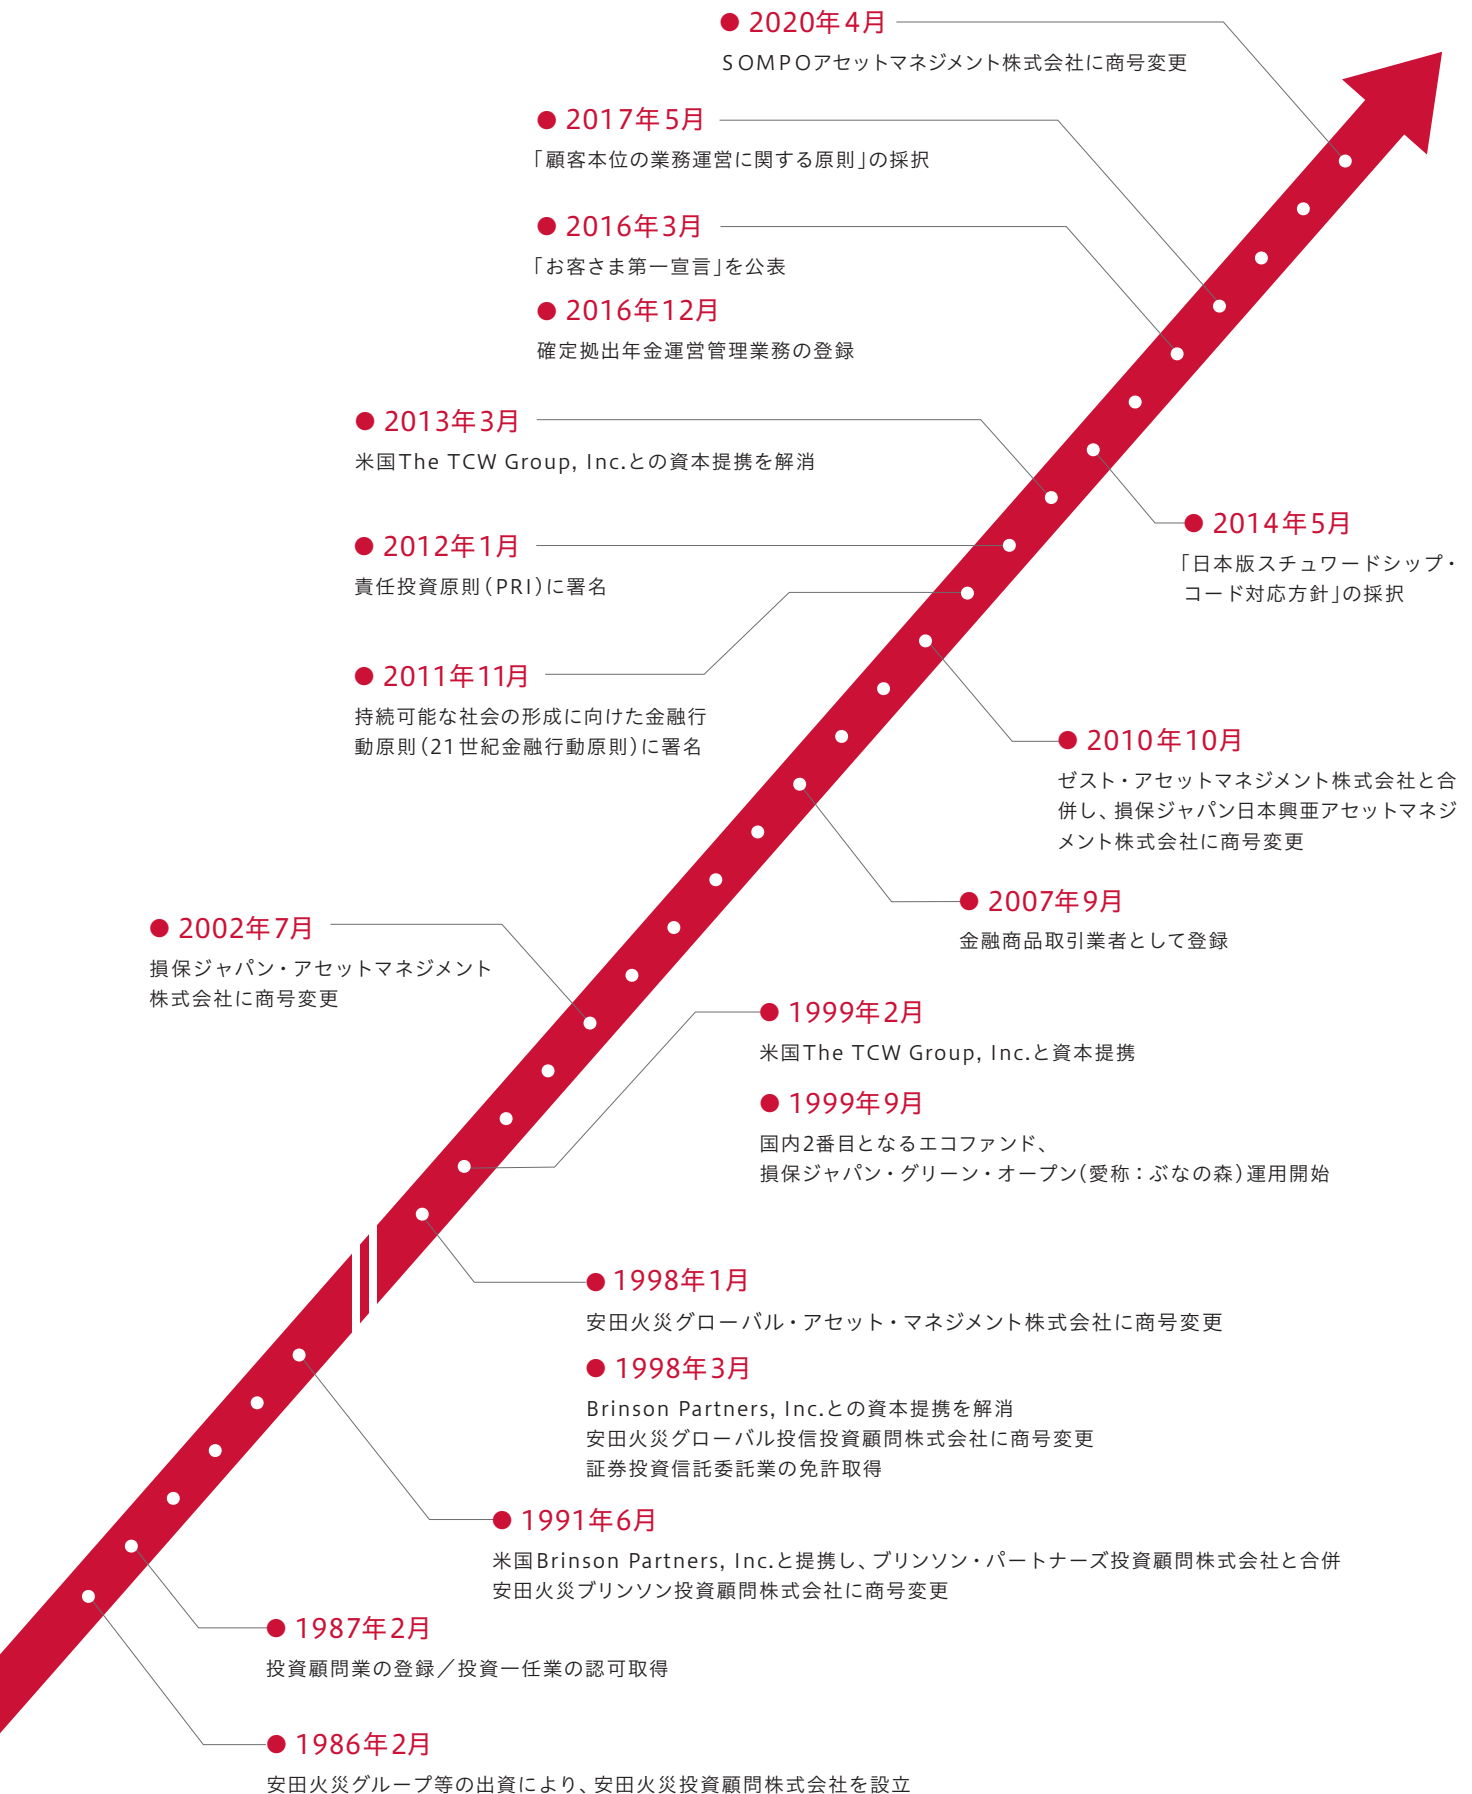 ● 2020年4月
SOMPOアセットマネジメント株式会社に商号変更
● 2017年5月
「顧客本位の業務運営に関する原則」の採択
● 2016年3月
「お客さま第一宣言」を公表
● 2016年12月
確定拠出年金運営管理業務の登録
● 2013年3月
米国The TCW Group, Inc.との資本提携を解消
● 2014年5月
「日本版スチュワードシップ・
コード対応方針」の採択
● 2012年1月
責任投資原則(PRI)に署名
● 2011年11月
持続可能な社会の形成に向けた金融行
動原則(21世紀金融行動原則)に署名
● 2010年10月
ゼスト・アセットマネジメント株式会社と合
併し、損保ジャパン日本興亜アセットマネジ
メント株式会社に商号変更
● 2007年9月
金融商品取引業者として登録
● 2002年7月
損保ジャパン・アセットマネジメント
株式会社に商号変更
● 1999年2月
米国The TCW Group, Inc.と資本提携
● 1999年9月
国内2番目となるエコファンド、
損保ジャパン・グリーン・オープン(愛称:ぶなの森)運用開始
● 1998年1月
安田火災グローバル・アセット・マネジメント株式会社に商号変更
● 1998年3月
Brinson Partners, Inc.との資本提携を解消
安田火災グローバル投信投資顧問株式会社に商号変更
証券投資信託委託業の免許取得
● 1991年6月
米国Brinson Partners, Inc.と提携し、ブリンソン・パートナーズ投資顧問株式会社と合併
安田火災ブリンソン投資顧問株式会社に商号変更
● 1987年2月
投資顧問業の登録／投資一任業の認可取得
● 1986年2月
安田火災グループ等の出資により、安田火災投資顧問株式会社を設立